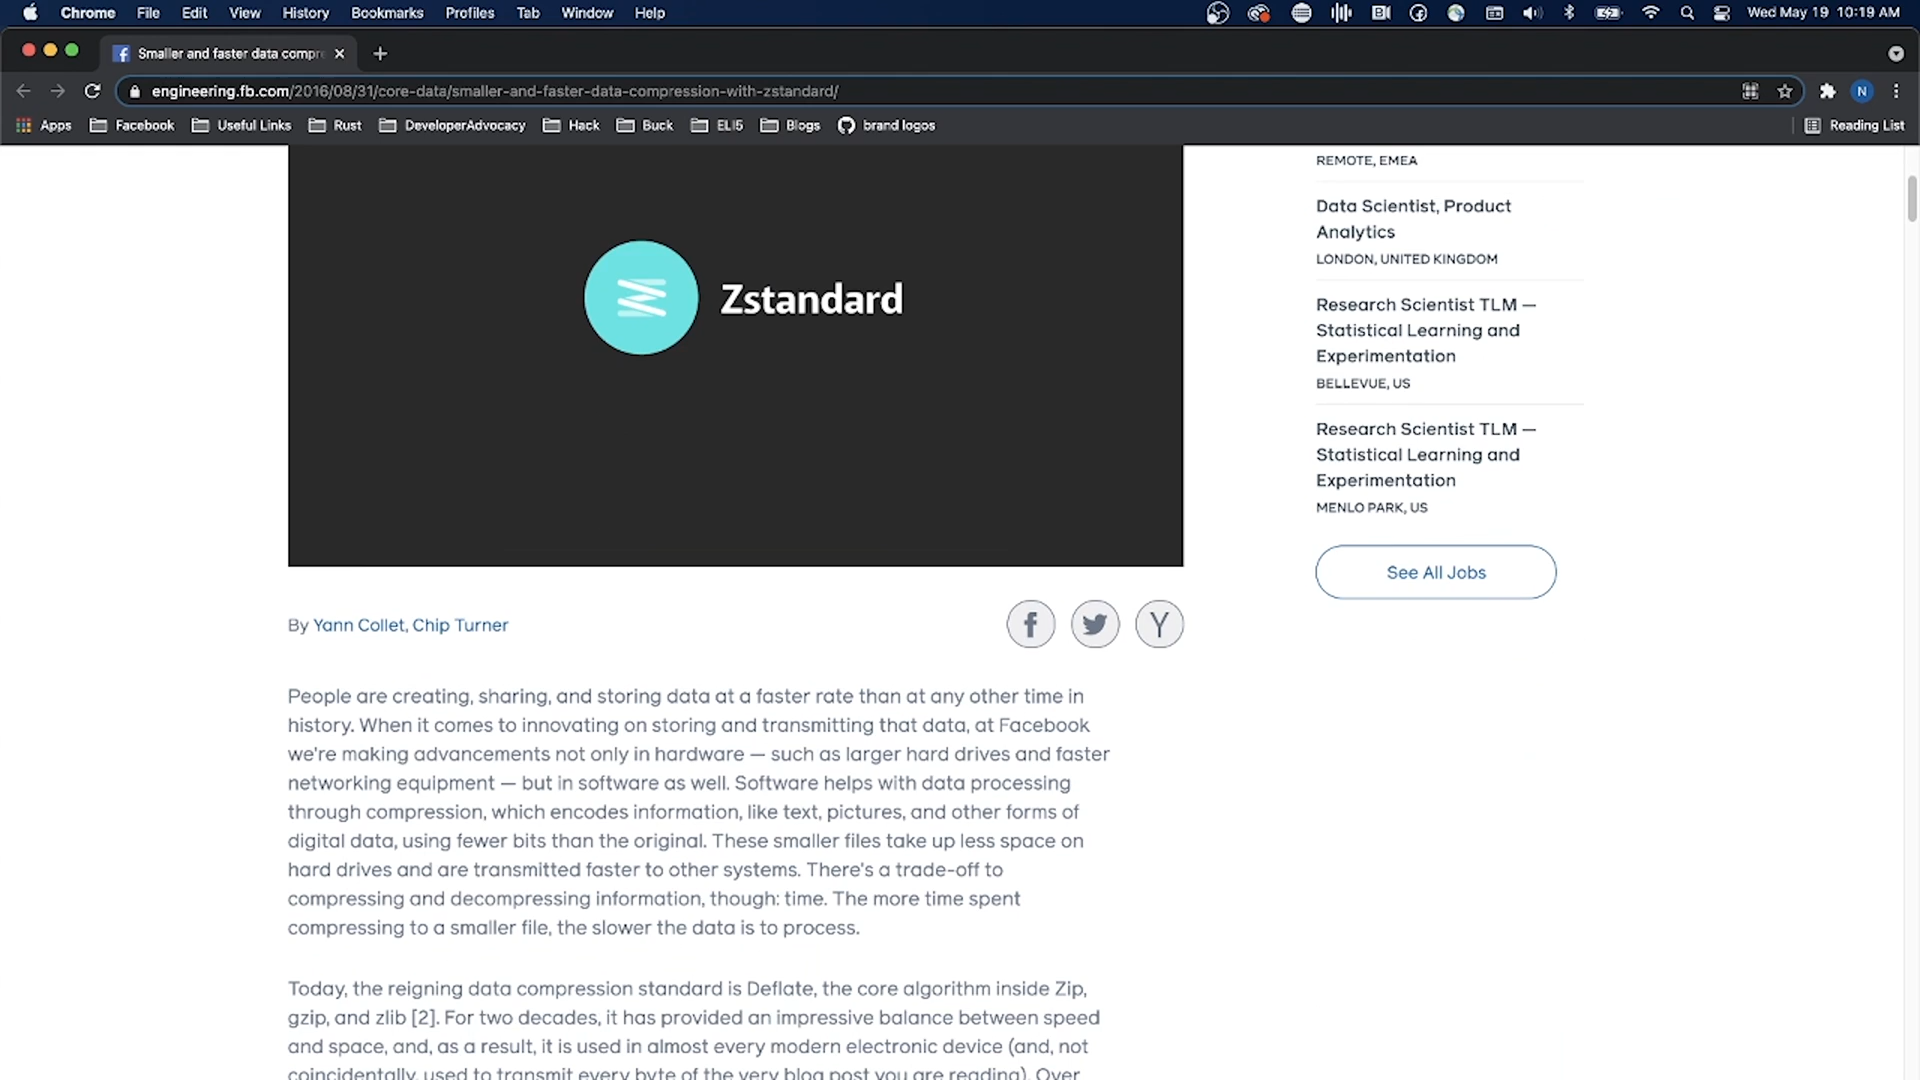 Chrome File Edit View History Bookmarks Profiles Tab Window Help Wed May 19 10:19 AM
Smaller and faster data compr
engineering.fb.com/2016/08/31/core-data/smaller-and-faster-data-compression-with-zstandard/ N
Apps Facebook Useful Links Rust DeveloperAdvocacy Hack Buck ELI5 Blogs brand logos Reading List
Zstandard
By Yann Collet, Chip Turner
People are creating, sharing, and storing data at a faster rate than at any other time in
history. When it comes to innovating on storing and transmitting that data, at Facebook
we're making advancements not only in hardware — such as larger hard drives and faster
networking equipment — but in software as well. Software helps with data processing
through compression, which encodes information, like text, pictures, and other forms of
digital data, using fewer bits than the original. These smaller files take up less space on
hard drives and are transmitted faster to other systems. There's a trade-off to
compressing and decompressing information, though: time. The more time spent
compressing to a smaller file, the slower the data is to process.
Today, the reigning data compression standard is Deflate, the core algorithm inside Zip,
gzip, and zlib [2]. For two decades, it has provided an impressive balance between speed
and space, and, as a result, it is used in almost every modern electronic device (and, not
coincidentally, used to transmit every byte of the very blog post you are reading). Over
REMOTE, EMEA
Data Scientist, Product
Analytics
LONDON, UNITED KINGDOM
Research Scientist TLM —
Statistical Learning and
Experimentation
BELLEVUE, US
Research Scientist TLM —
Statistical Learning and
Experimentation
MENLO PARK, US
See All Jobs